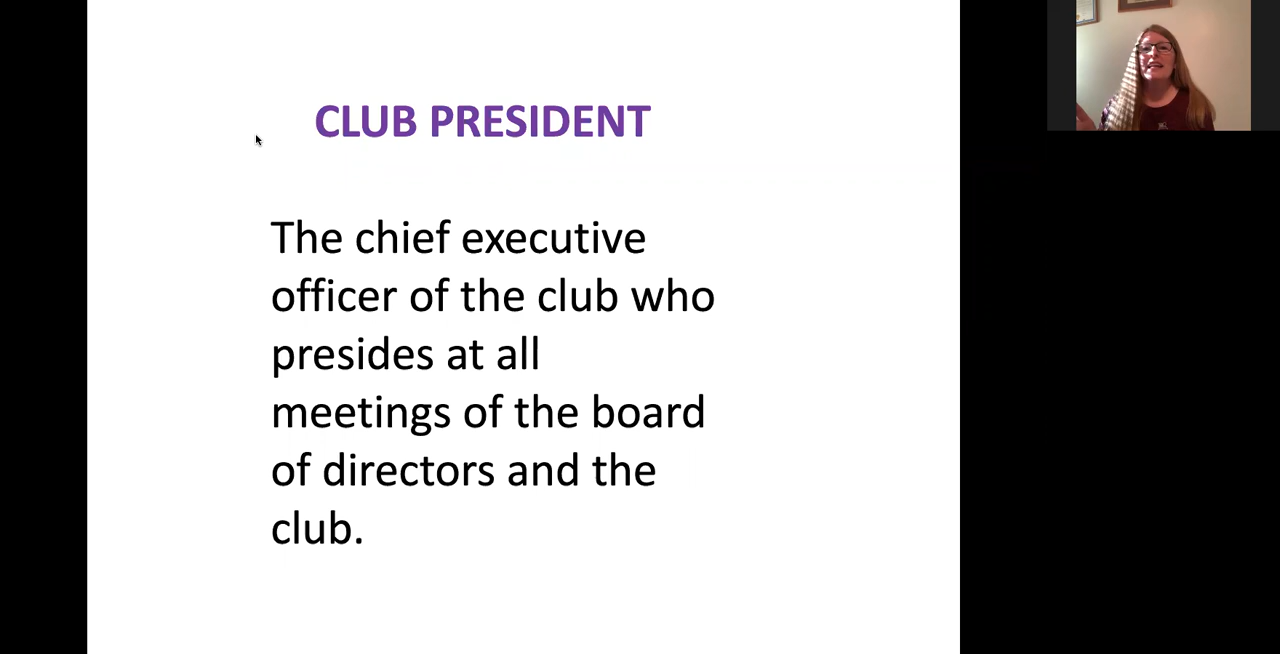 CLUB PRESIDENT
The chief executive
officer of the club who
presides at all
meetings of the board
of directors and the
club.